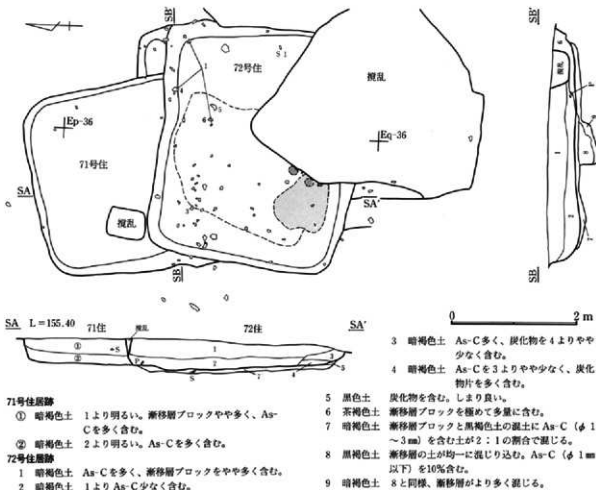 SB'
72号住
S 1
撹乱
Ep-36
Eq-36
71号住
SA
撹乱
SA'
SB
SB'
6
撹乱
1
2
SB
0 2 m
SA L=155.40 71住 撹乱 72住 SA'
① S
②
1
2
3 暗褐色土 As-C多く、炭化物を4よりやや
少なく含む。
4 暗褐色土 As-Cを3よりやや少なく、炭化
物片を多く含む。
5 黒色土 炭化物を含む。しまり良い。
6 茶褐色土 漸移層ブロックを極めて多量に含む。
7 暗褐色土 漸移層ブロックと黒褐色土の混土にAs-C(φ1
~3㎜)を含む土が2:1の割合で混じる。
8 黒褐色土 漸移層の土が均一に混じり込む。As-C(φ1㎜
以下)を10%含む。
9 暗褐色土 8と同様、漸移層がより多く混じる。
71号住居跡
① 暗褐色土 1より明るい。漸移層ブロックやや多く、As-
Cを多く含む。
② 暗褐色土 2より明るい。As-Cを多く含む。
72号住居跡
1 暗褐色土 As-Cを多く、漸移層ブロックをやや多く含む。
2 暗褐色土 1よりAs-C少なく含む。